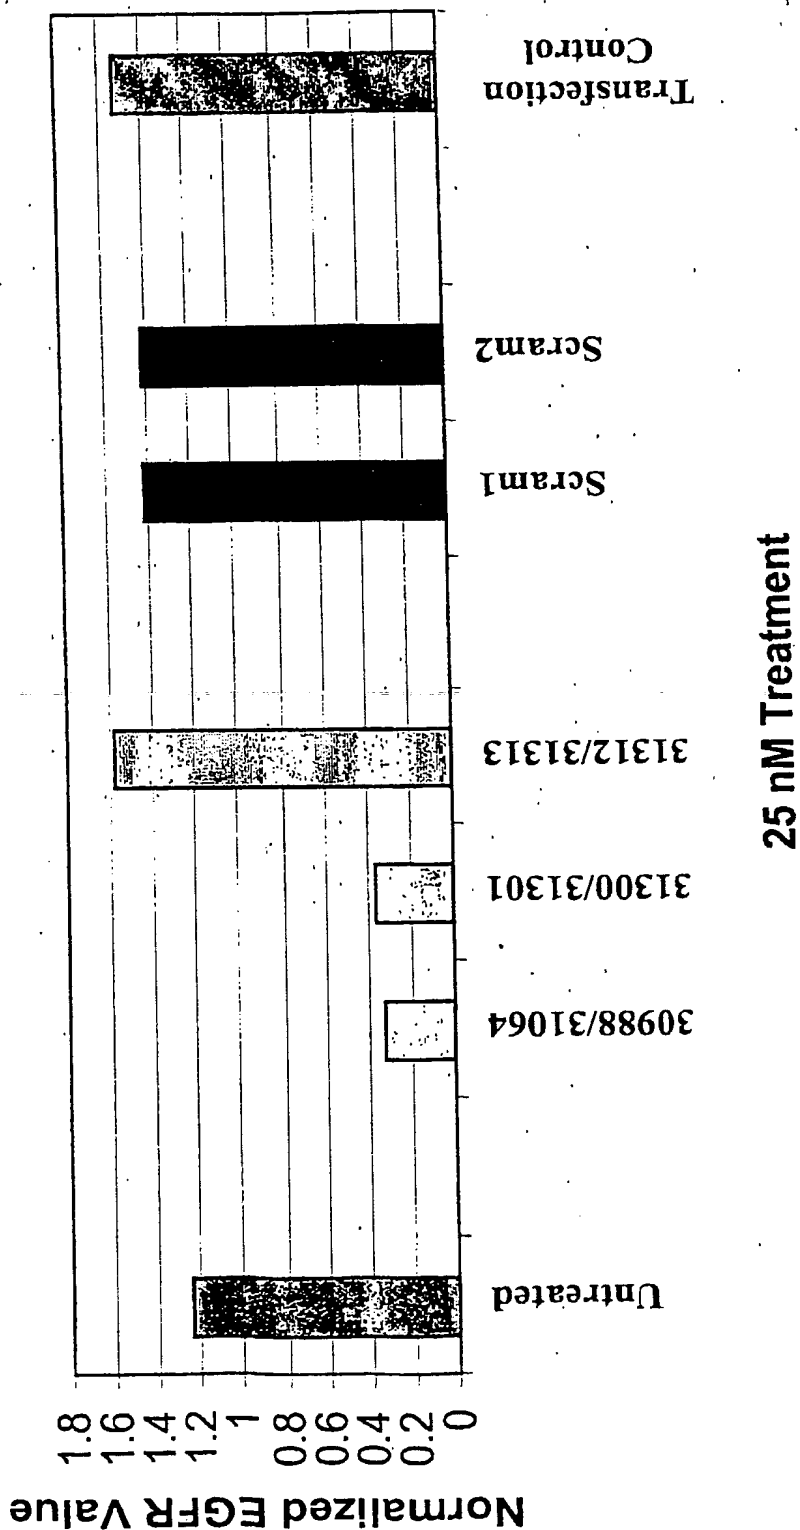 Normalized EGFR Value
1.8
1.6
1.4
1.2
1
0.8
0.6
0.4
0.2
0
Untreated
30988/31064
31300/31301
31312/31313
Scram1
Scram2
Transfection
Control
25 nM Treatment